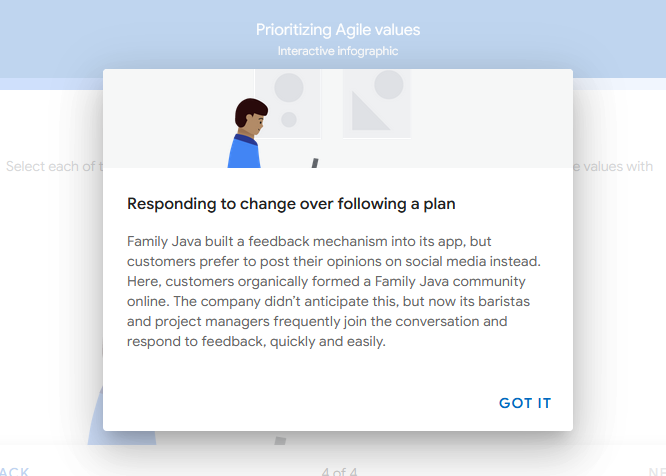 Prioritizing Agile values
Interactive infographic
Select each of t
e values with
Responding to change over following a plan
Family Java built a feedback mechanism into its app, but
customers prefer to post their opinions on social media instead.
Here, customers organically formed a Family Java community
online. The company didn’t anticipate this, but now its baristas
and project managers frequently join the conversation and
respond to feedback, quickly and easily.
GOT IT
ACK
4 of 4
NE